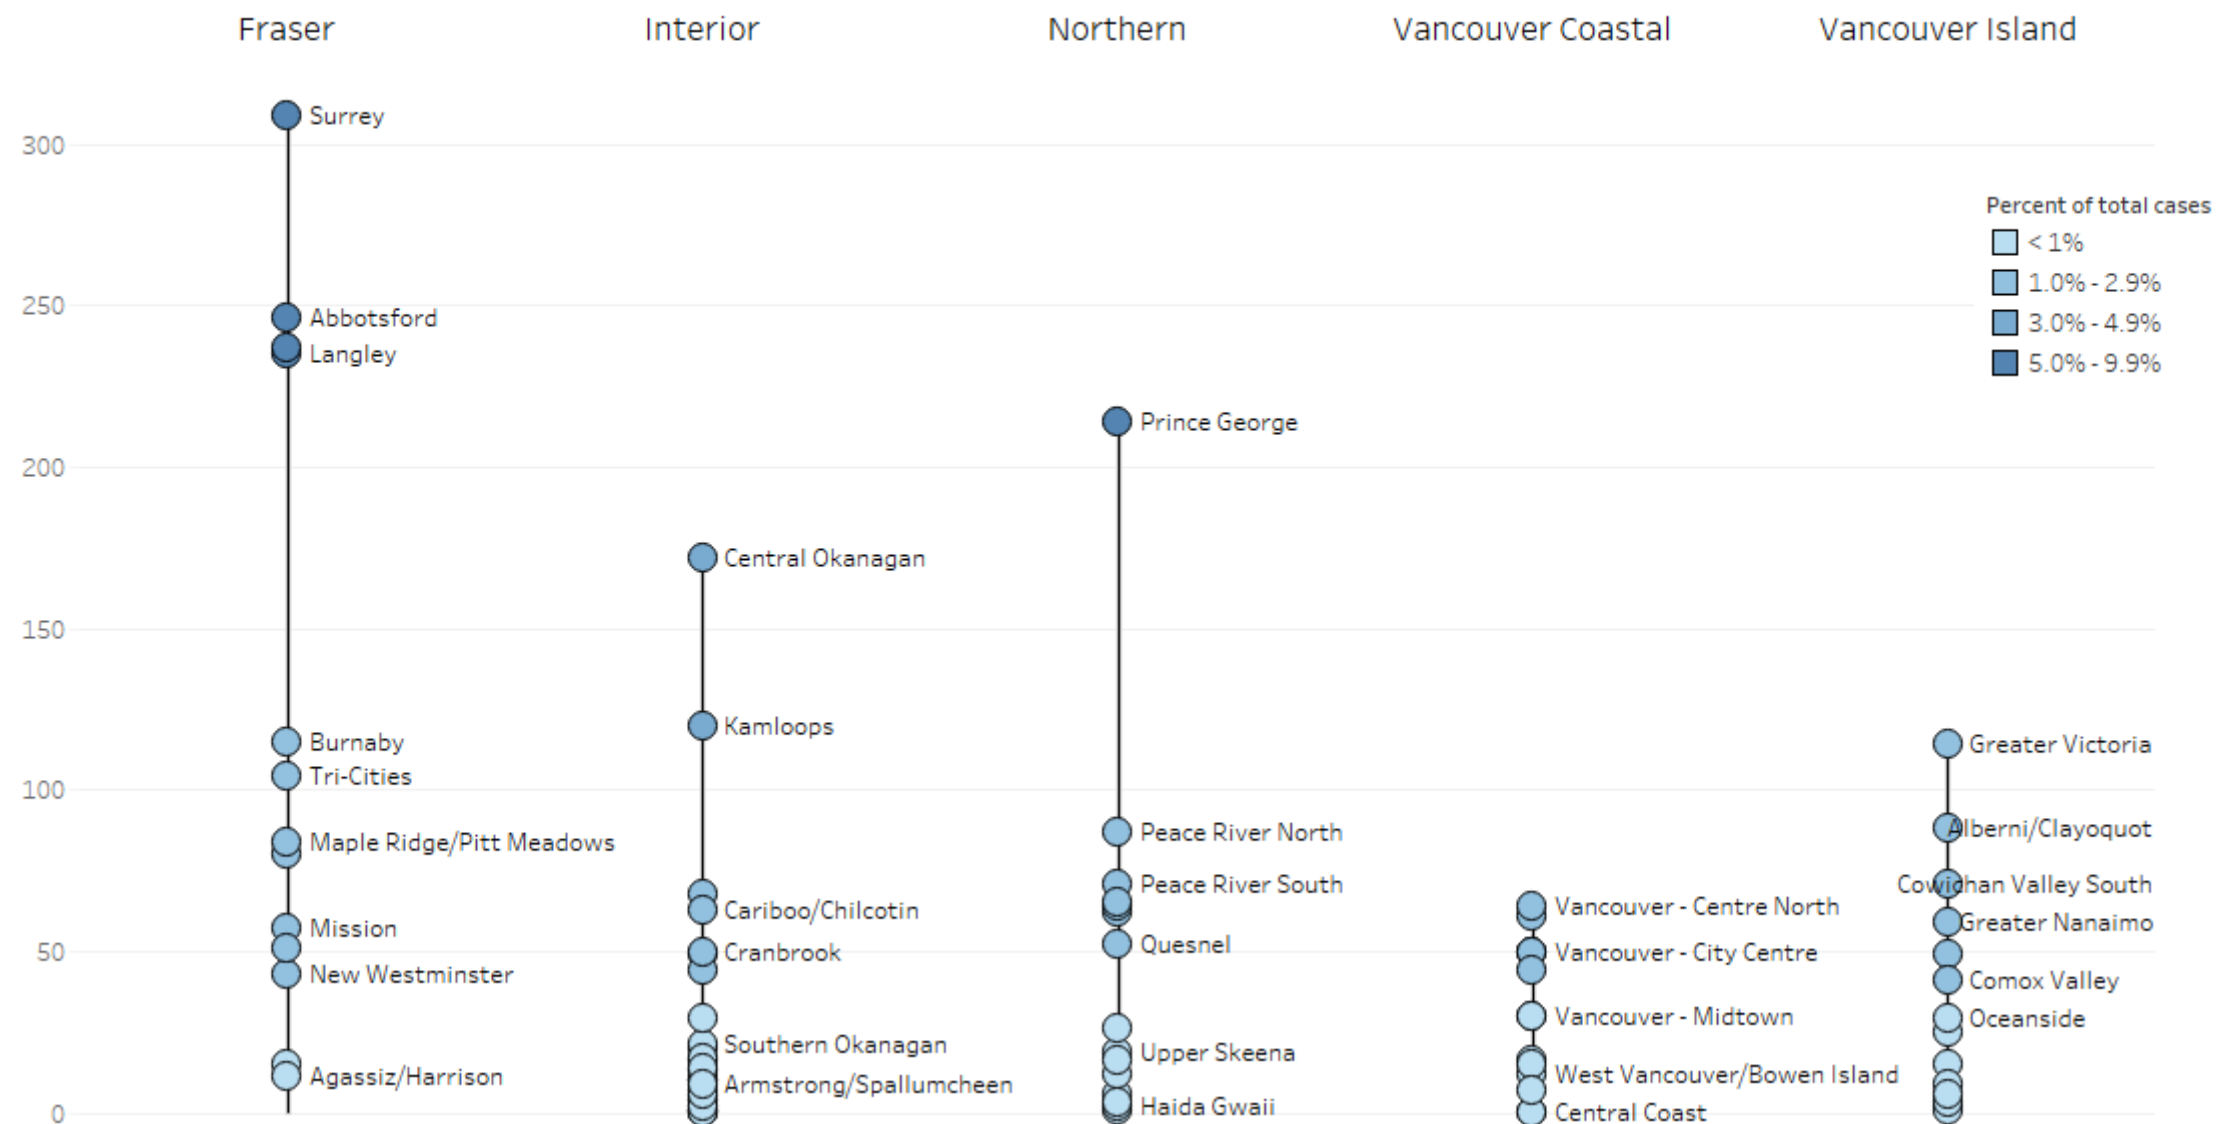 Fraser Interior Northern Vancouver Coastal Vancouver Island
Surrey
300
Percent of total cases
< 1%
1.0% - 2.9%
250
Abbotsford
3.0% - 4.9%
Langley
5.0% - 9.9%
Prince George
200
Central Okanagan
150
Kamloops
Burnaby
Greater Victoria
Tri-Cities
100
Peace River North
Alberni/Clayoquot
Maple Ridge/Pitt Meadows
Peace River South
Cowichan Valley South
Cariboo/Chilcotin
Vancouver - Centre North
Greater Nanaimo
Mission
Quesnel
50
Cranbrook
Vancouver - City Centre
New Westminster
Comox Valley
Vancouver - Midtown
Oceanside
Southern Okanagan
Upper Skeena
Agassiz/Harrison
West Vancouver/Bowen Island
Armstrong/Spallumcheen
Haida Gwaii
0
Central Coast